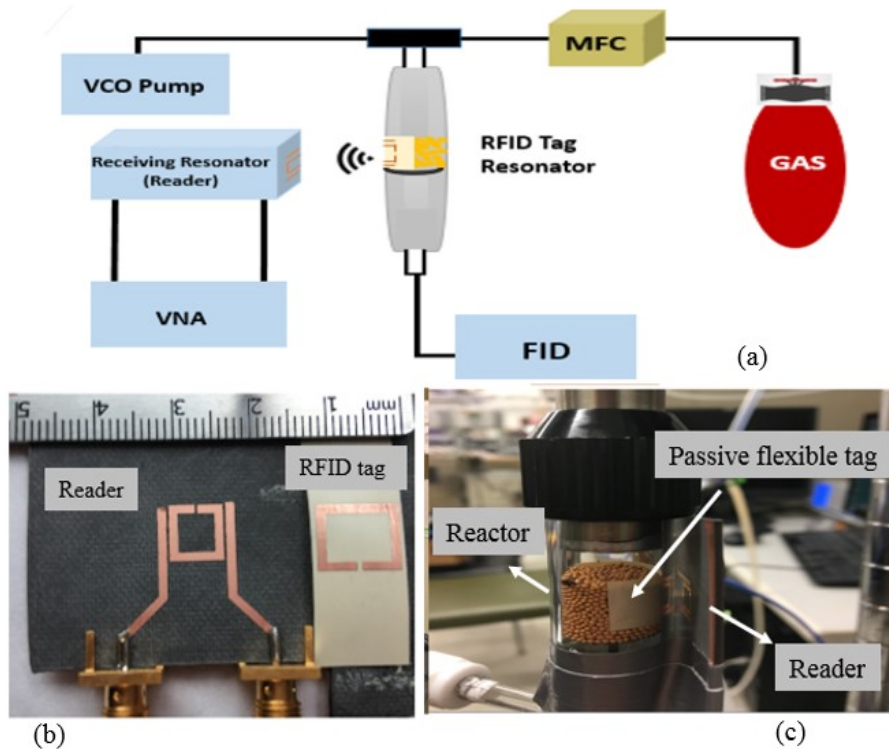 VCO Pump
MFC
Receiving Resonator
(Reader)
RFID Tag
Resonator
GAS
VNA
FID
(a)
5 4 3 2 1 mm
Reader
RFID tag
(b)
Passive flexible tag
Reactor
Reader
(c)